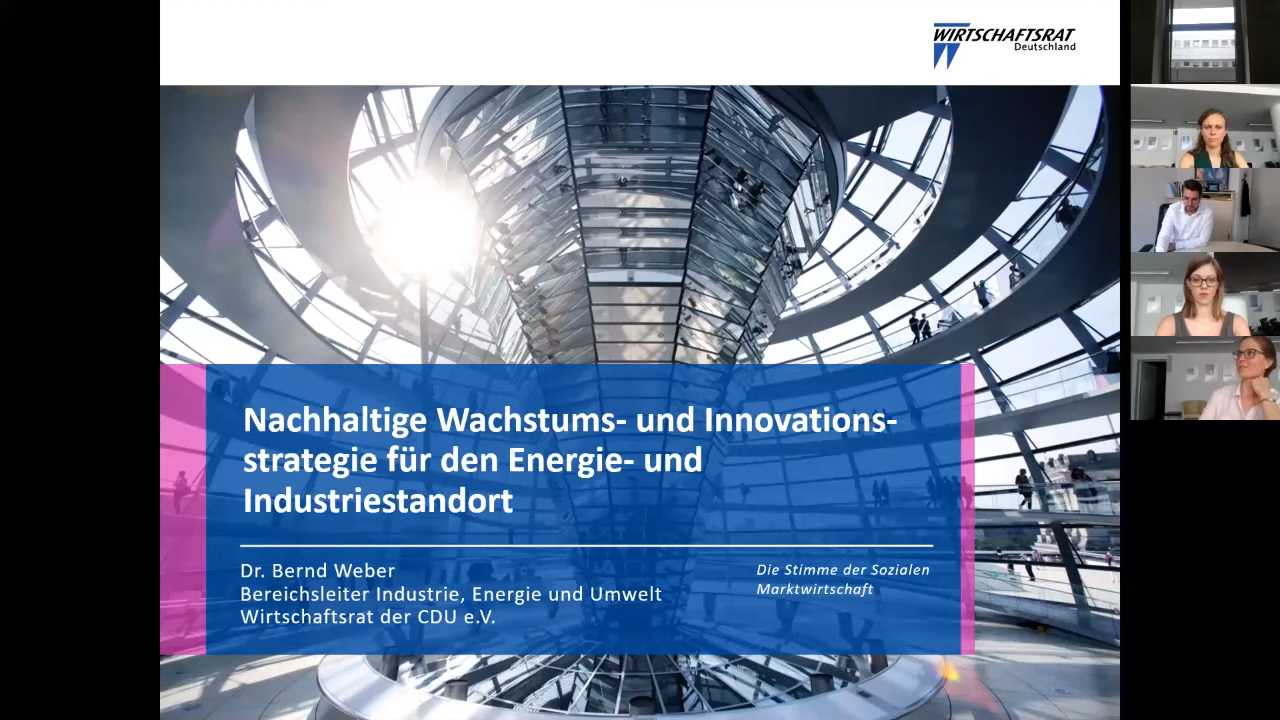 WIRTSCHAFTSRAT
Deutschland
Nachhaltige Wachstums- und Innovations-
strategie für den Energie- und
Industriestandort
Dr. Bernd Weber
Bereichsleiter Industrie, Energie und Umwelt
Wirtschaftsrat der CDU e.V.
Die Stimme der Sozialen
Marktwirtschaft